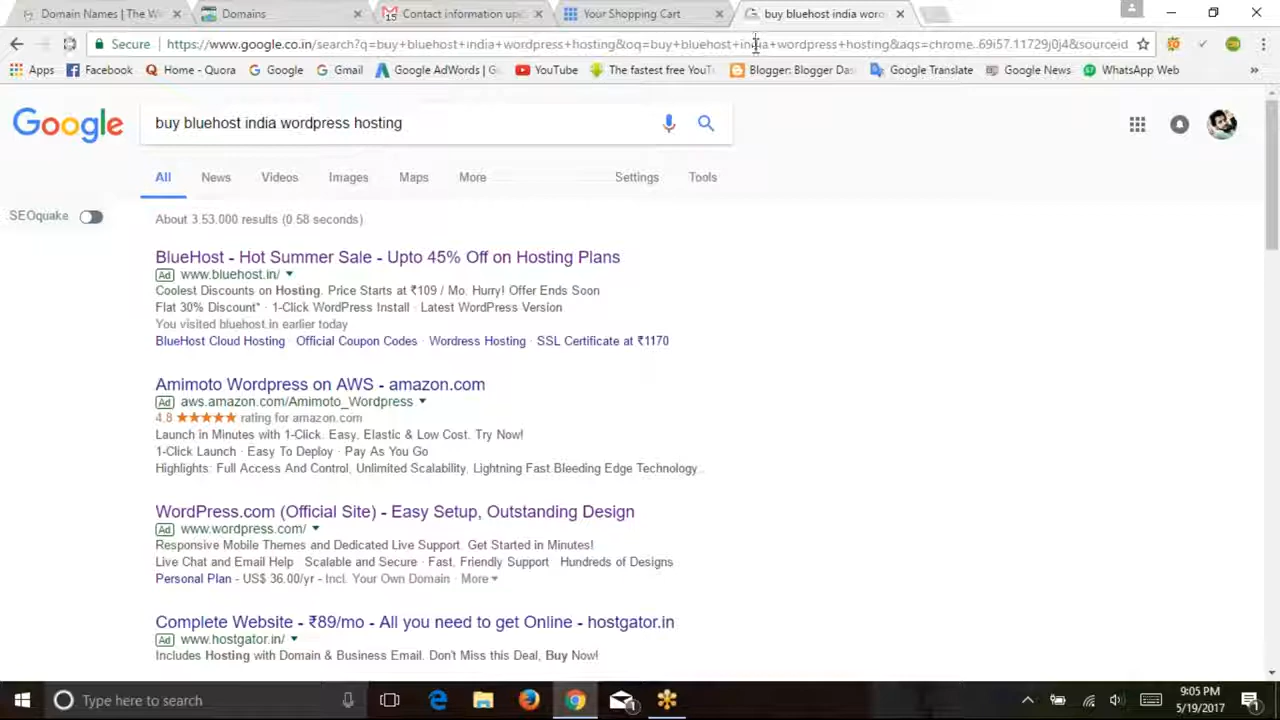 Domain Names | The W
Domains
15
Contact information upd
Your Shopping Cart
buy bluehost india word
Secure
https://www.google.co.in/search?q=buy+bluehost+india+wordpress+hosting&oq=buy+bluehost+india+wordpress+hosting&aqs=chrome..69i57.11729j0j4&sourceid
Apps
Facebook
Home - Quora
Google
Gmail
Google AdWords | G
YouTube
The fastest free YouT
Blogger: Blogger Das
Google Translate
Google News
WhatsApp Web
»
Google
buy bluehost india wordpress hosting
All
News
Videos
Images
Maps
More
Settings
Tools
SEOquake
About 3,53,000 results (0.58 seconds)
BlueHost - Hot Summer Sale - Upto 45% Off on Hosting Plans
Ad www.bluehost.in/
Coolest Discounts on Hosting. Price Starts at ₹109 / Mo. Hurry! Offer Ends Soon
Flat 30% Discount* · 1-Click WordPress Install · Latest WordPress Version
You visited bluehost.in earlier today
BlueHost Cloud Hosting · Official Coupon Codes · Wordress Hosting · SSL Certificate at ₹1170
Amimoto Wordpress on AWS - amazon.com
Ad aws.amazon.com/Amimoto_Wordpress
4.8 ★★★★★ rating for amazon.com
Launch in Minutes with 1-Click. Easy, Elastic & Low Cost. Try Now!
1-Click Launch · Easy To Deploy · Pay As You Go
Highlights: Full Access And Control, Unlimited Scalability, Lightning Fast Bleeding Edge Technology…
WordPress.com (Official Site) - Easy Setup, Outstanding Design
Ad www.wordpress.com/
Responsive Mobile Themes and Dedicated Live Support. Get Started in Minutes!
Live Chat and Email Help · Scalable and Secure · Fast, Friendly Support · Hundreds of Designs
Personal Plan - US$ 36.00/yr - Incl. Your Own Domain · More
Complete Website - ₹89/mo - All you need to get Online - hostgator.in
Ad www.hostgator.in/
Includes Hosting with Domain & Business Email. Don't Miss this Deal, Buy Now!
Type here to search
1
9:05 PM
5/19/2017
1